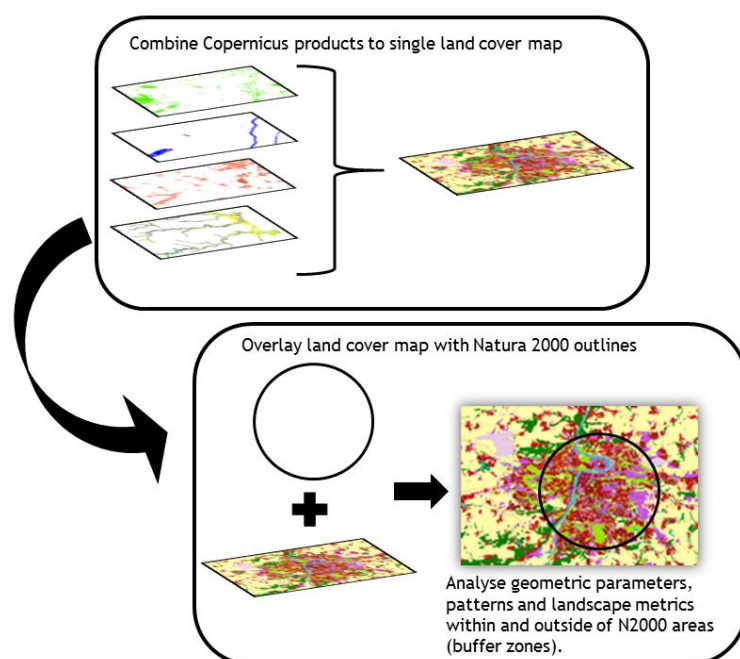 Combine Copernicus products to single land cover map
Overlay land cover map with Natura 2000 outlines
Analyse geometric parameters,
patterns and landscape metrics
within and outside of N2000 areas
(buffer zones).